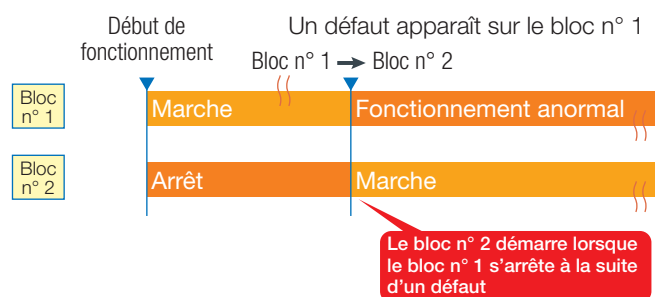 Début de
fonctionnement
Un défaut apparaît sur le bloc n° 1
Bloc n° 1 → Bloc n° 2
Bloc
n° 1
Marche
Fonctionnement anormal
Bloc
n° 2
Arrêt
Marche
Le bloc n° 2 démarre lorsque
le bloc n° 1 s'arrête à la suite
d'un défaut